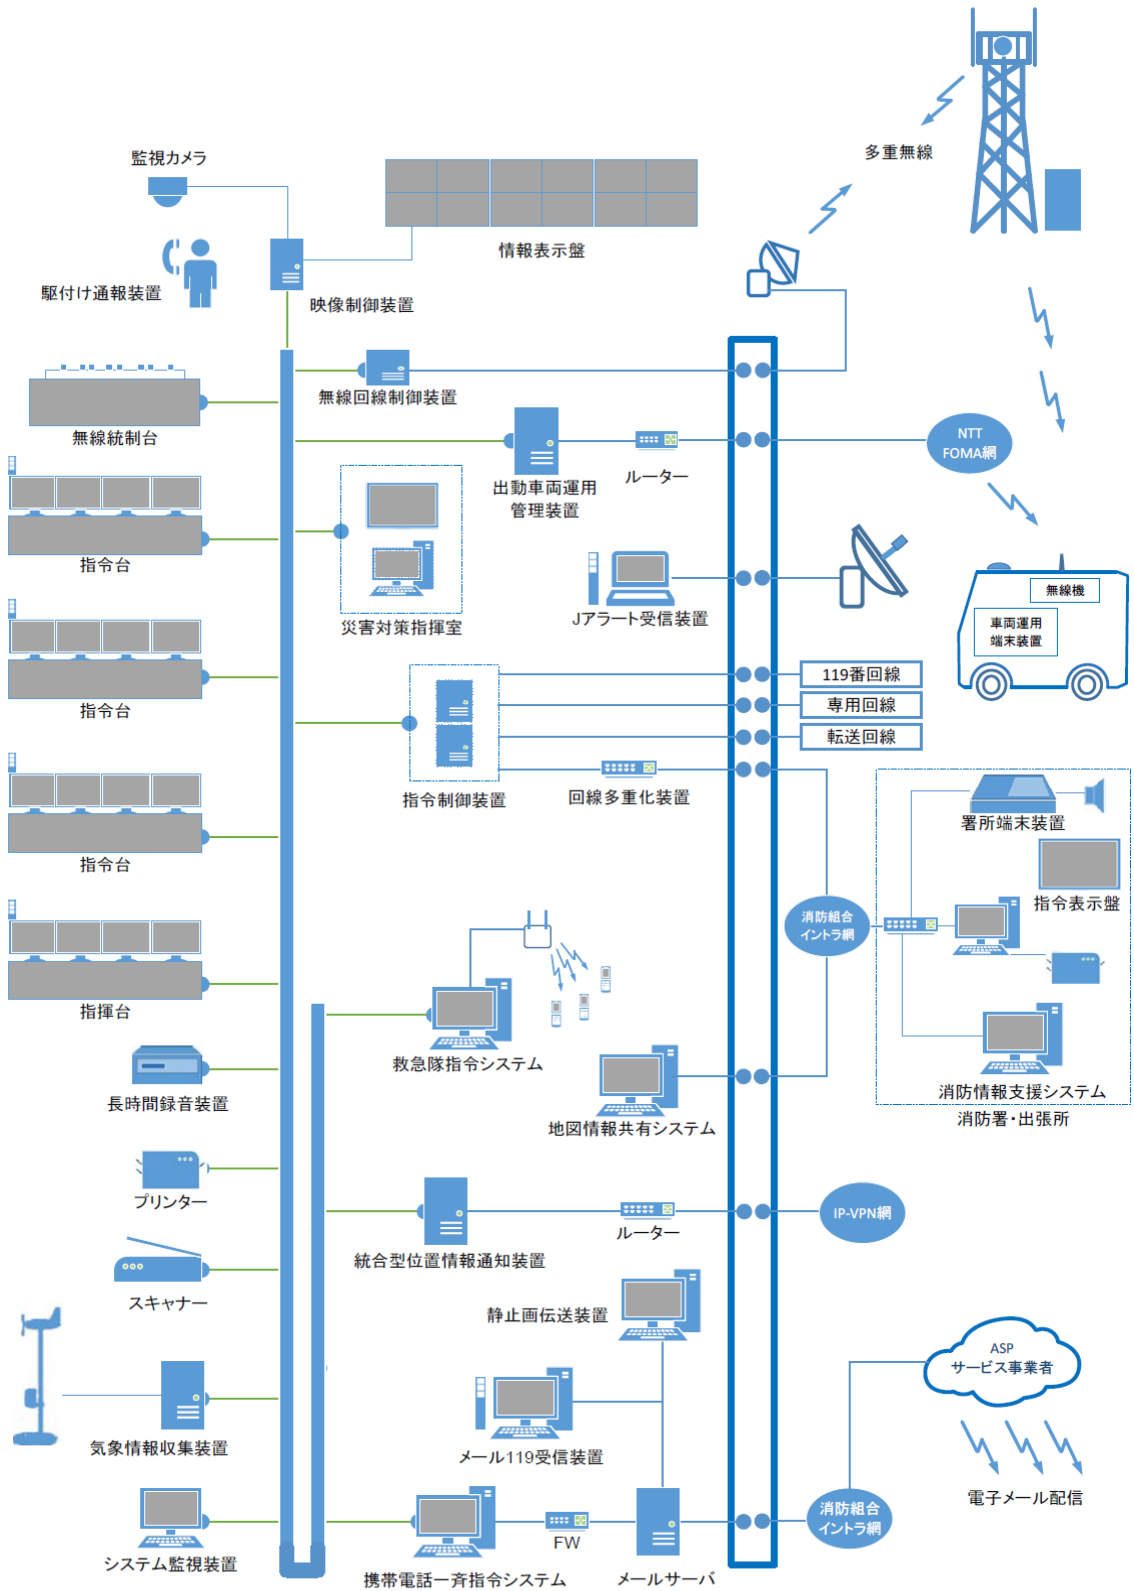 多重無線
監視カメラ
情報表示盤
駆付け通報装置
映像制御装置
無線回線制御装置
無線統制台
NTT
FOMA網
ルーター
出動車両運用
管理装置
指令台
無線機
車両運用
端末装置
Jアラート受信装置
災害対策指揮室
119番回線
専用回線
転送回線
指令台
指令制御装置
回線多重化装置
署所端末装置
指令台
指令表示盤
消防組合
イントラ網
指揮台
救急隊指令システム
消防情報支援システム
長時間録音装置
地図情報共有システム
消防署・出張所
プリンター
IP-VPN網
ルーター
統合型位置情報通知装置
スキャナー
静止画伝送装置
ASP
サービス事業者
気象情報収集装置
メール119受信装置
電子メール配信
消防組合
イントラ網
FW
システム監視装置
携帯電話一斉指令システム
メールサーバ